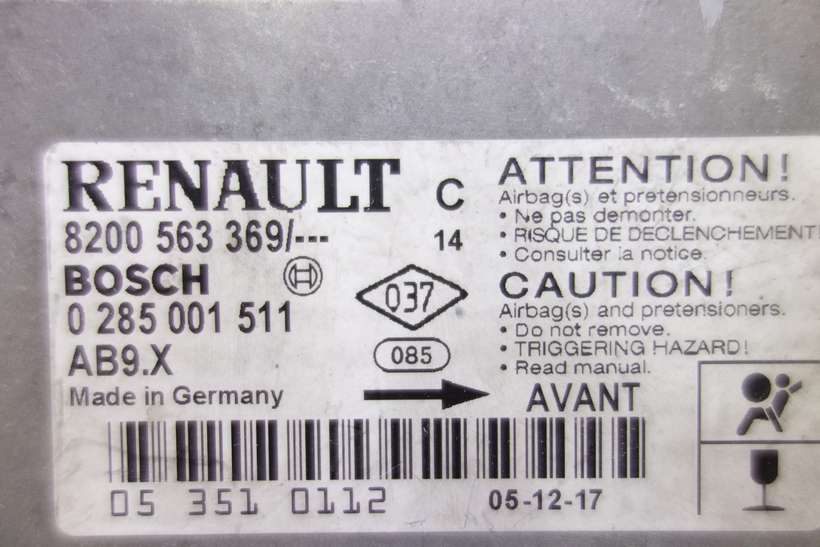 RENAULT C
8200 563 369/--- 14
BOSCH
0 285 001 511
037
AB9.X
085
Made in Germany
AVANT
ATTENTION!
Airbag(s) et pretensionneurs.
• Ne pas demonter.
• RISQUE DE DECLENCHEMENT!
• Consulter la notice.
CAUTION!
Airbag(s) and pretensioners.
• Do not remove.
• TRIGGERING HAZARD!
• Read manual.
05 351 0112
05-12-17